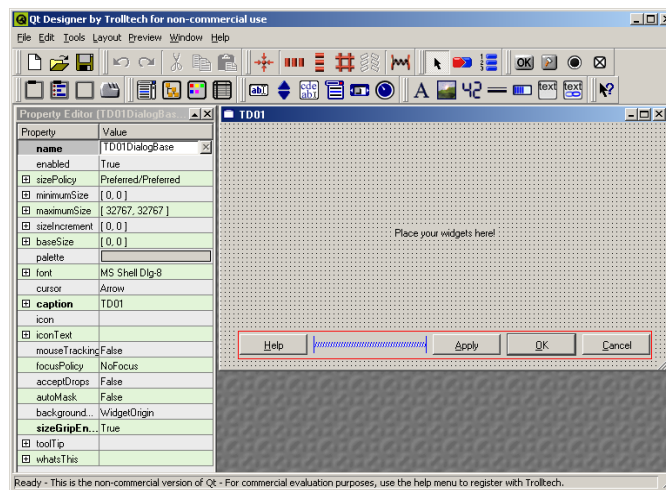 Qt Designer by Trolltech for non-commercial use
File Edit Tools Layout Preview Window Help
OK
abI
cde
abI
A
42
text
text
Property Editor [TD01DialogBas...
Property Value
name TD01DialogBase
enabled True
sizePolicy Preferred/Preferred
minimumSize [ 0, 0 ]
maximumSize [ 32767, 32767 ]
sizeIncrement [ 0, 0 ]
baseSize [ 0, 0 ]
palette
font MS Shell Dlg-8
cursor Arrow
caption TD01
icon
iconText
mouseTracking False
focusPolicy NoFocus
acceptDrops False
autoMask False
background... WidgetOrigin
sizeGripEn... True
toolTip
whatsThis
TD01
Place your widgets here!
Help Apply OK Cancel
Ready - This is the non-commercial version of Qt - For commercial evaluation purposes, use the help menu to register with Trolltech.